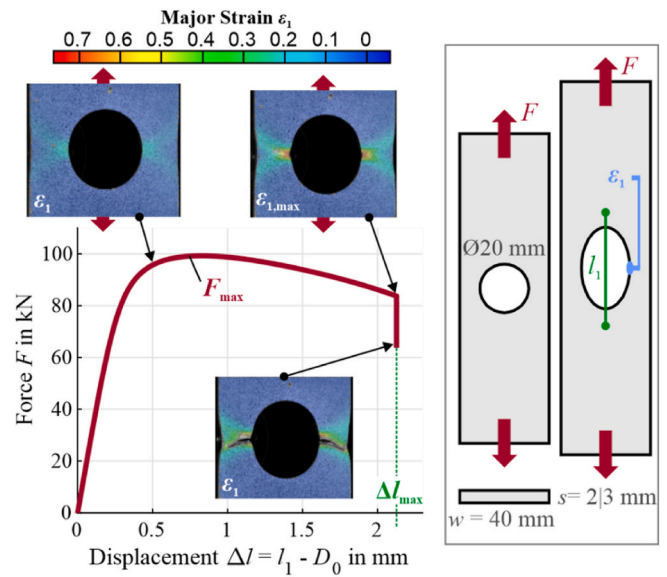 Major Strain ε1
0.7 0.6 0.5 0.4 0.3 0.2 0.1 0
ε1
ε1,max
Fmax
ε1
Δlmax
100
80
60
40
20
0
0 0.5 1 1.5 2
Force F in kN
Displacement Δl = l1 - D0 in mm
F
F
ε1
Ø20 mm
l1
s= 2|3 mm
w = 40 mm